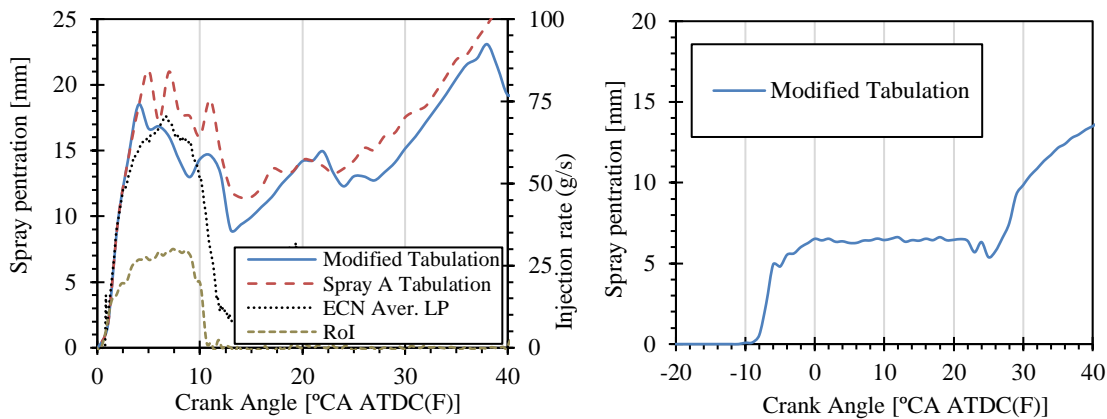 25
20
15
10
5
0
Spray pentration [mm]
100
75
50
25
0
Injection rate (g/s)
Modified Tabulation
Spray A Tabulation
ECN Aver. LP
RoI
0 10 20 30 40
Crank Angle [ºCA ATDC(F)]
20
15
10
5
0
Spray pentration [mm]
Modified Tabulation
-20 -10 0 10 20 30 40
Crank Angle [ºCA ATDC(F)]